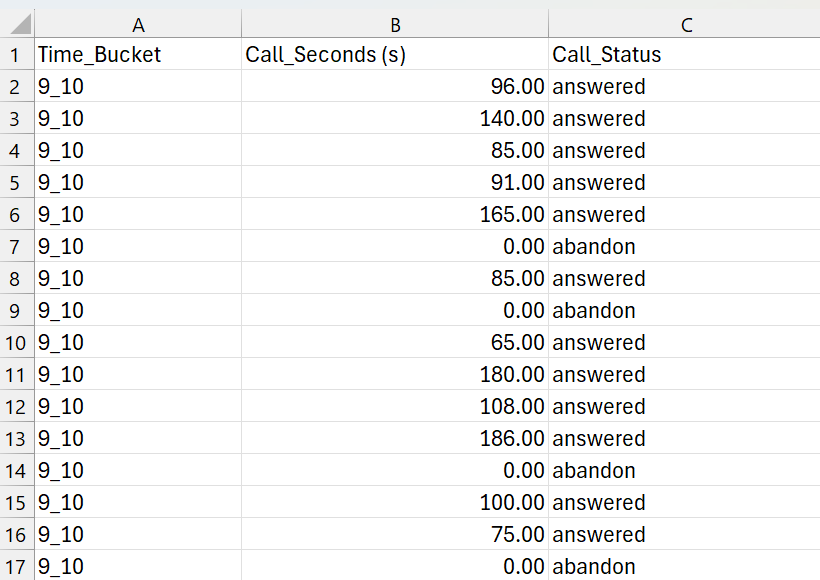 A B C
1 Time_Bucket Call_Seconds (s) Call_Status
2 9_10 96.00 answered
3 9_10 140.00 answered
4 9_10 85.00 answered
5 9_10 91.00 answered
6 9_10 165.00 answered
7 9_10 0.00 abandon
8 9_10 85.00 answered
9 9_10 0.00 abandon
10 9_10 65.00 answered
11 9_10 180.00 answered
12 9_10 108.00 answered
13 9_10 186.00 answered
14 9_10 0.00 abandon
15 9_10 100.00 answered
16 9_10 75.00 answered
17 9_10 0.00 abandon